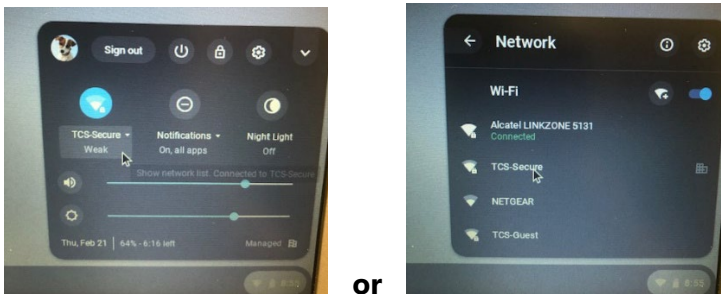 Sign out
TCS-Secure
Weak
Notifications
On, all apps
Night Light
Off
Show network list. Connected to TCS-Secure
Thu, Feb 21
64% - 6:16 left
Managed
or
Network
Wi-Fi
Alcatel LINKZONE 5131
Connected
TCS-Secure
NETGEAR
TCS-Guest
8:55